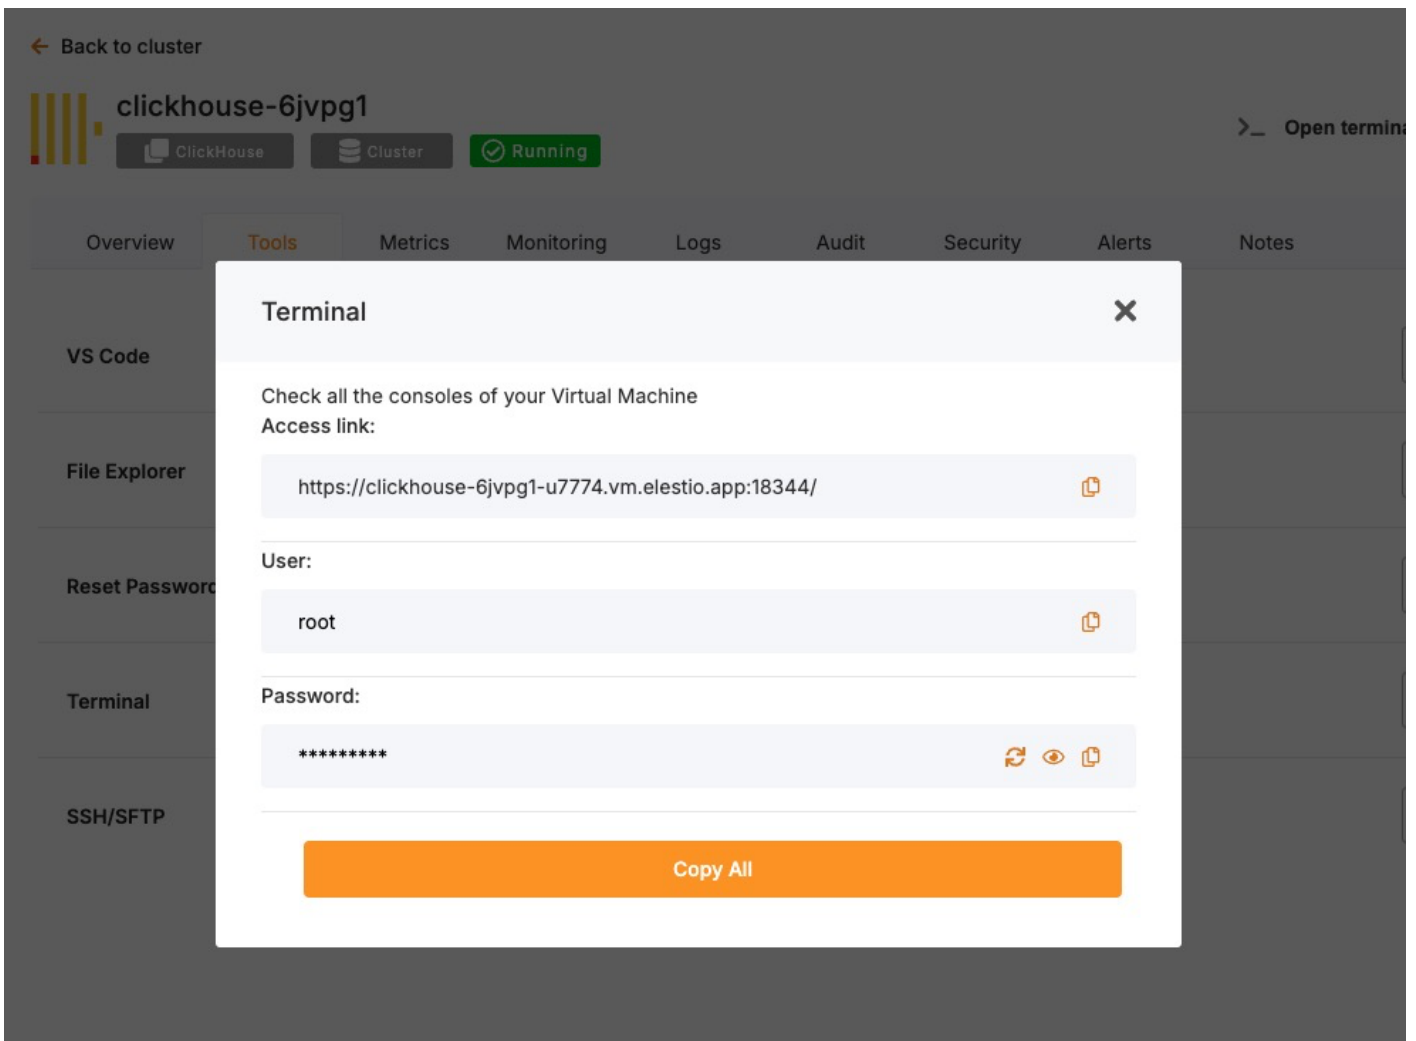 Back to cluster
clickhouse-6jvpg1
ClickHouse Cluster Running
>_ Open termina
Overview Tools Metrics Monitoring Logs Audit Security Alerts Notes
Terminal
VS Code
Check all the consoles of your Virtual Machine
Access link:
File Explorer
https://clickhouse-6jvpg1-u7774.vm.elestio.app:18344/
User:
Reset Password
root
Password:
Terminal
*********
SSH/SFTP
Copy All